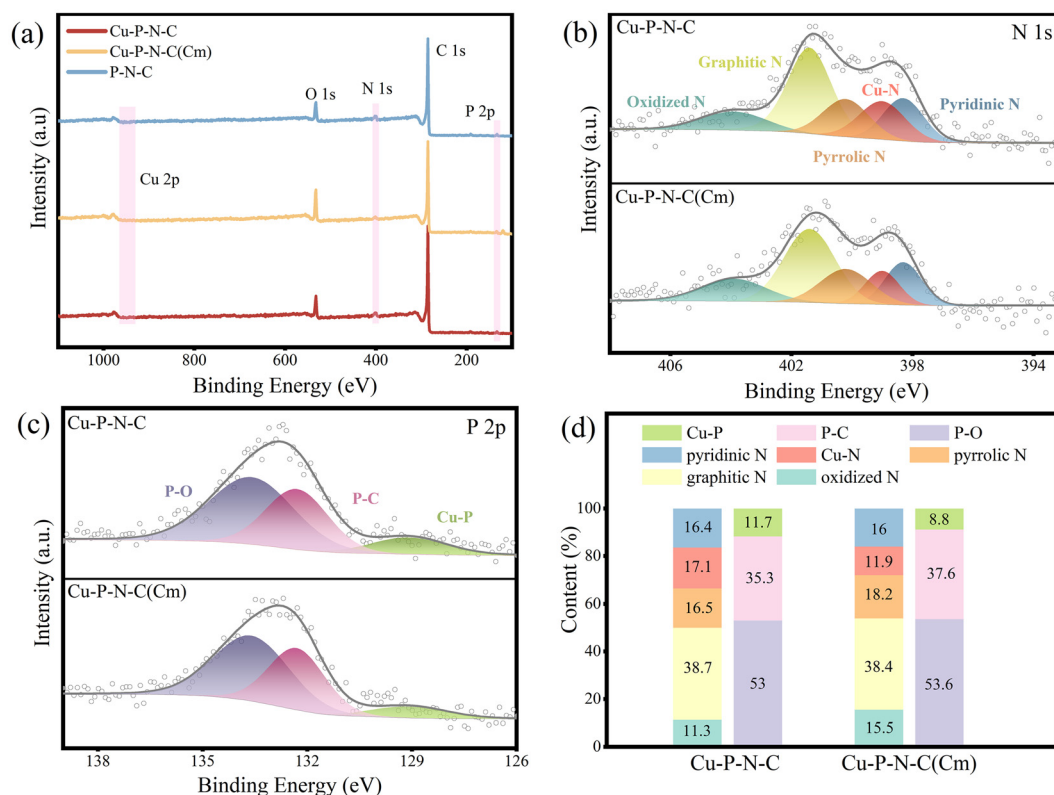 (a)
Cu-P-N-C
Cu-P-N-C(Cm)
P-N-C
C 1s
O 1s
N 1s
P 2p
Cu 2p
Intensity (a.u)
1000 800 600 400 200
Binding Energy (eV)
(b)
Cu-P-N-C
N 1s
Graphitic N
Cu-N
Oxidized N
Pyridinic N
Pyrrolic N
Cu-P-N-C(Cm)
Intensity (a.u.)
406 402 398 394
Binding Energy (eV)
(c)
Cu-P-N-C
P 2p
P-O
P-C
Cu-P
Cu-P-N-C(Cm)
Intensity (a.u.)
138 135 132 129 126
Binding Energy (eV)
(d)
Cu-P P-C P-O
pyridinic N Cu-N pyrrolic N
graphitic N oxidized N
Content (%)
100
80
60
40
20
0
16.4 11.7 16 8.8
17.1 35.3 11.9 37.6
16.5 18.2
38.7 53 38.4 53.6
11.3 15.5
Cu-P-N-C Cu-P-N-C(Cm)